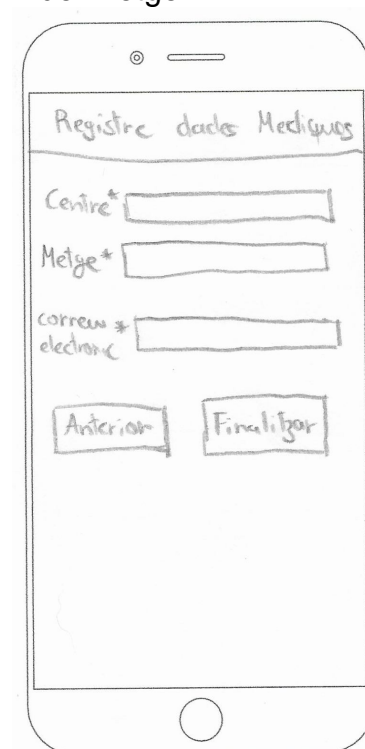 Registre dades Mediques
Centre*
Metge*
correu *
electronic
Anterior
Finalitzar